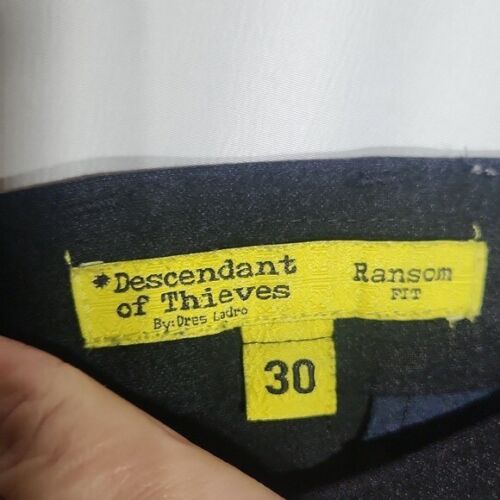 *Descendant
of Thieves
By:Dres Ladro
Ransom
FIT
30